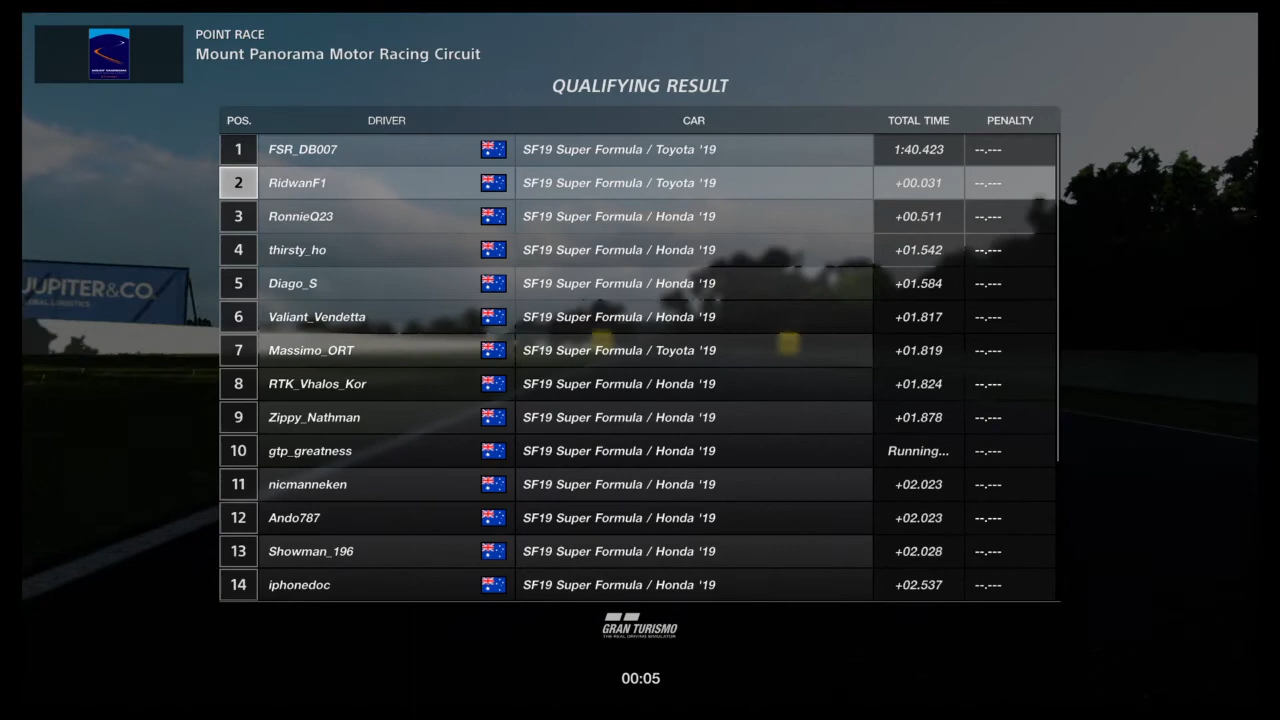 POINT RACE
Mount Panorama Motor Racing Circuit
QUALIFYING RESULT
POS. DRIVER CAR TOTAL TIME PENALTY
1 FSR_DB007 SF19 Super Formula / Toyota '19 1:40.423 --.---
2 RidwanF1 SF19 Super Formula / Toyota '19 +00.031 --.---
3 RonnieQ23 SF19 Super Formula / Honda '19 +00.511 --.---
4 thirsty_ho SF19 Super Formula / Honda '19 +01.542 --.---
5 Diago_S SF19 Super Formula / Honda '19 +01.584 --.---
6 Valiant_Vendetta SF19 Super Formula / Honda '19 +01.817 --.---
7 Massimo_ORT SF19 Super Formula / Toyota '19 +01.819 --.---
8 RTK_Vhalos_Kor SF19 Super Formula / Honda '19 +01.824 --.---
9 Zippy_Nathman SF19 Super Formula / Honda '19 +01.878 --.---
10 gtp_greatness SF19 Super Formula / Honda '19 Running... --.---
11 nicmanneken SF19 Super Formula / Honda '19 +02.023 --.---
12 Ando787 SF19 Super Formula / Honda '19 +02.023 --.---
13 Showman_196 SF19 Super Formula / Honda '19 +02.028 --.---
14 iphonedoc SF19 Super Formula / Honda '19 +02.537 --.---
JUPITER&CO.
GLOBAL LOGISTICS
GRAN TURISMO
THE REAL DRIVING SIMULATOR
00:05